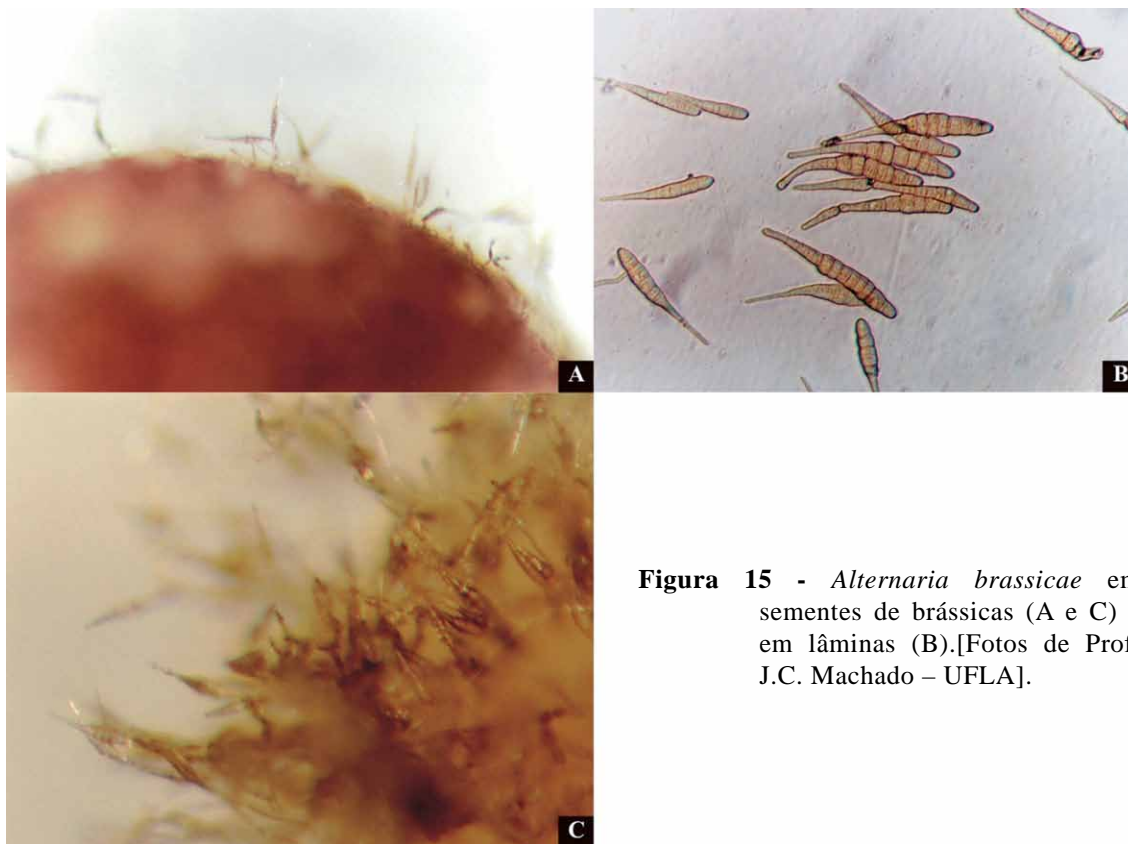 A
B
C
Figura 15 - Alternaria brassicae em
sementes de brássicas (A e C)
em lâminas (B).[Fotos de Prof
J.C. Machado – UFLA].